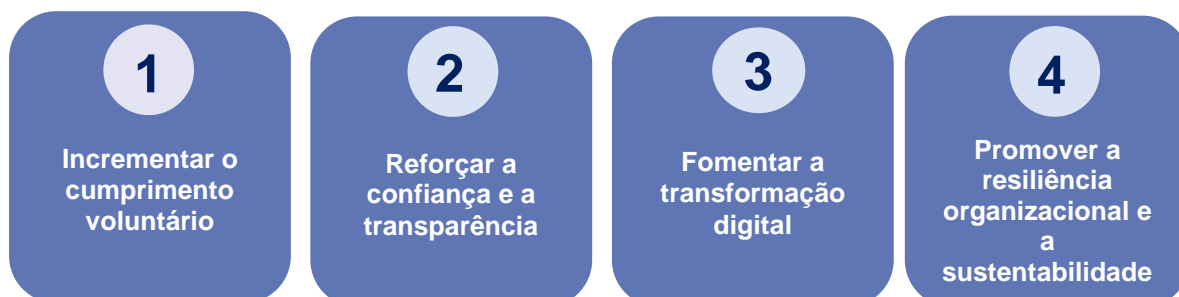 1
Incrementar o
cumprimento
voluntário
2
Reforçar a
confiança e a
transparência
3
Fomentar a
transformação
digital
4
Promover a
resiliência
organizacional e
a
sustentabilidade